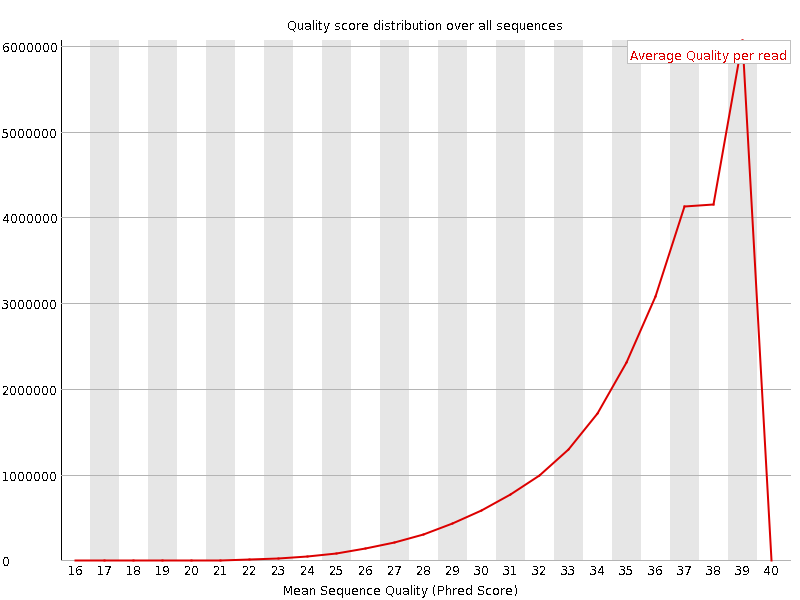 Quality score distribution over all sequences
Average Quality per read
6000000
5000000
4000000
3000000
2000000
1000000
0
16 17 18 19 20 21 22 23 24 25 26 27 28 29 30 31 32 33 34 35 36 37 38 39 40
Mean Sequence Quality (Phred Score)